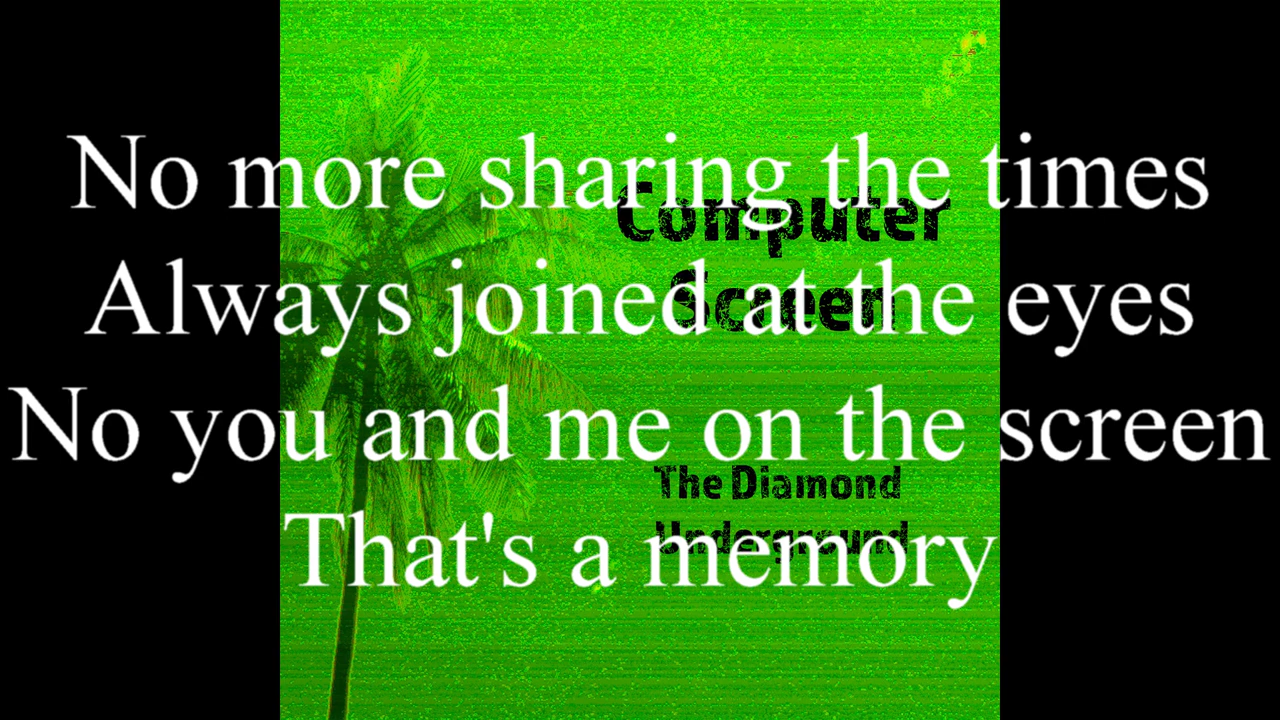 No more sharing the times
Computer
Always joined at the eyes
Screen
No you and me on the screen
The Diamond
Underground
That's a memory